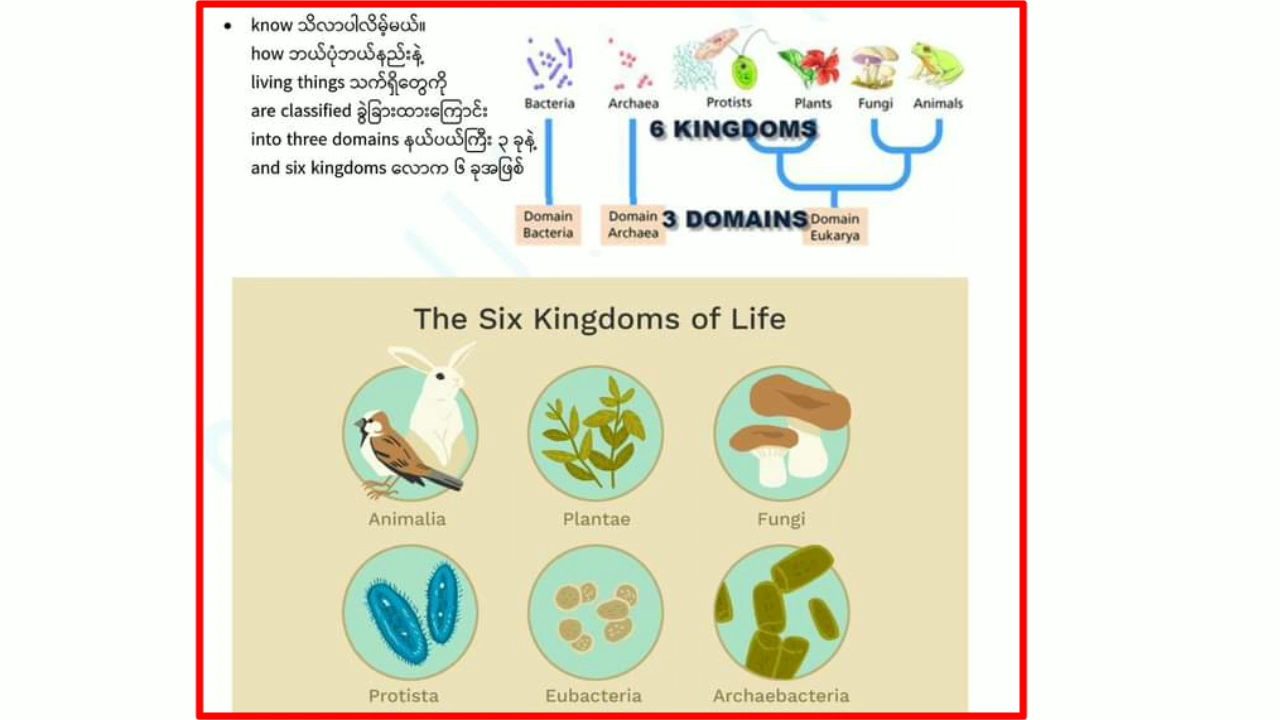 • know သိလာပါလိမ့်မယ်။
how ဘယ်ပုံဘယ်နည်းနဲ့
living things သက်ရှိတွေကို
are classified ခွဲခြားထားကြောင်း
into three domains နယ်ပယ်ကြီး ၃ ခုနဲ့
and six kingdoms လောက ၆ ခုအဖြစ်
Bacteria Archaea Protists Plants Fungi Animals
6 KINGDOMS
3 DOMAINS
Domain Bacteria
Domain Archaea
Domain Eukarya
The Six Kingdoms of Life
Animalia Plantae Fungi
Protista Eubacteria Archaebacteria